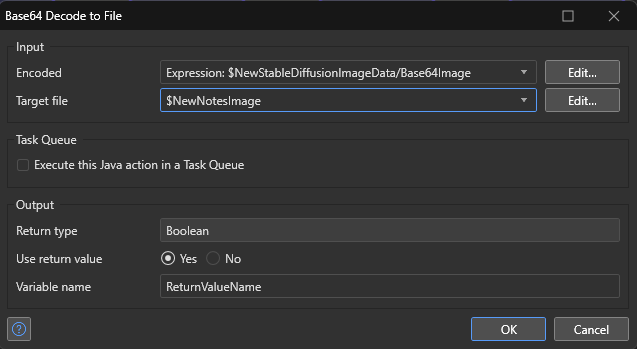 Base64 Decode to File
Input
Encoded Expression: $NewStableDiffusionImageData/Base64Image Edit...
Target file $NewNotesImage Edit...
Task Queue
Execute this Java action in a Task Queue
Output
Return type Boolean
Use return value Yes No
Variable name ReturnValueName
? OK Cancel